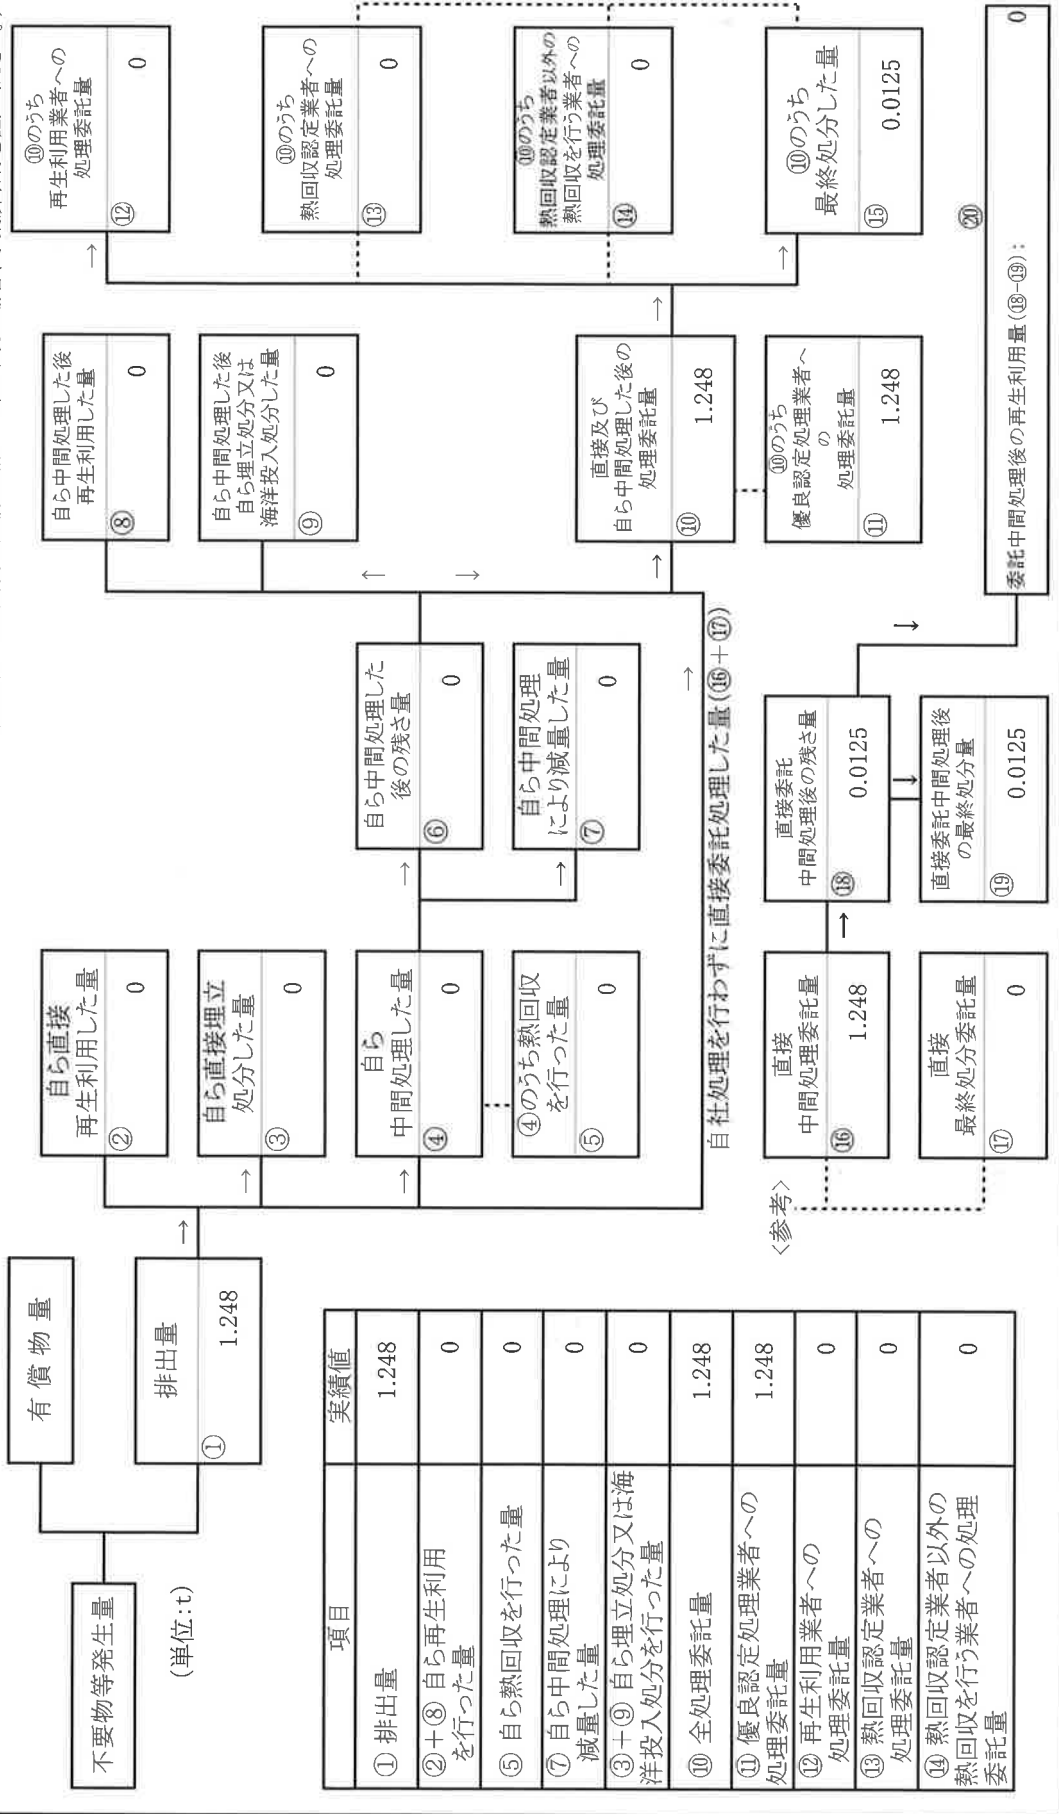 不要物等発生量
(単位:t)
有償物量
排出量
① 1.248
自ら直接
再生利用した量
② 0
自ら直接埋立
処分した量
③ 0
自ら
中間処理した量
④ 0
④のうち熱回収
を行った量
⑤ 0
自ら中間処理した
後の残さ量
⑥ 0
自ら中間処理
により減量した量
⑦ 0
自ら中間処理した後
再生利用した量
⑧ 0
自ら中間処理した後
自ら埋立処分又は
海洋投入処分した量
⑨ 0
直接及び
自ら中間処理した後の
処理委託量
⑩ 1.248
⑩のうち
優良認定処理業者へ
の
処理委託量
⑪ 1.248
⑩のうち
再生利用業者への
処理委託量
⑫ 0
⑩のうち
熱回収認定業者への
処理委託量
⑬ 0
⑩のうち
熱回収認定業者以外の
熱回収を行う業者への
処理委託量
⑭ 0
⑩のうち
最終処分した量
⑮ 0.0125
自社処理を行わずに直接委託処理した量(⑯+⑰)
<参考>
直接
中間処理委託量
⑯ 1.248
直接
最終処分委託量
⑰ 0
直接委託
中間処理後の残さ量
⑱ 0.0125
直接委託中間処理後
の最終処分量
⑲ 0.0125
⑳
委託中間処理後の再生利用量(⑱-⑲): 0
項目 実績値
① 排出量 1.248
②+⑧ 自ら再生利用
を行った量 0
⑤ 自ら熱回収を行った量 0
⑦ 自ら中間処理により
減量した量 0
③+⑨ 自ら埋立処分又は海
洋投入処分を行った量 0
⑩ 全処理委託量 1.248
⑪ 優良認定処理業者への
処理委託量 1.248
⑫ 再生利用業者への
処理委託量 0
⑬ 熱回収認定業者への
処理委託量 0
⑭ 熱回収認定業者以外の
熱回収を行う業者への処理
委託量 0